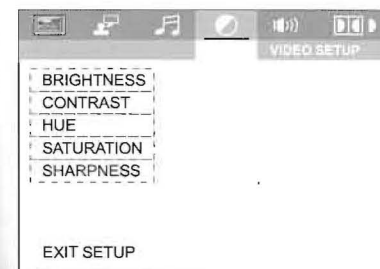 VIDEO SETUP
BRIGHTNESS
CONTRAST
HUE
SATURATION
SHARPNESS
EXIT SETUP